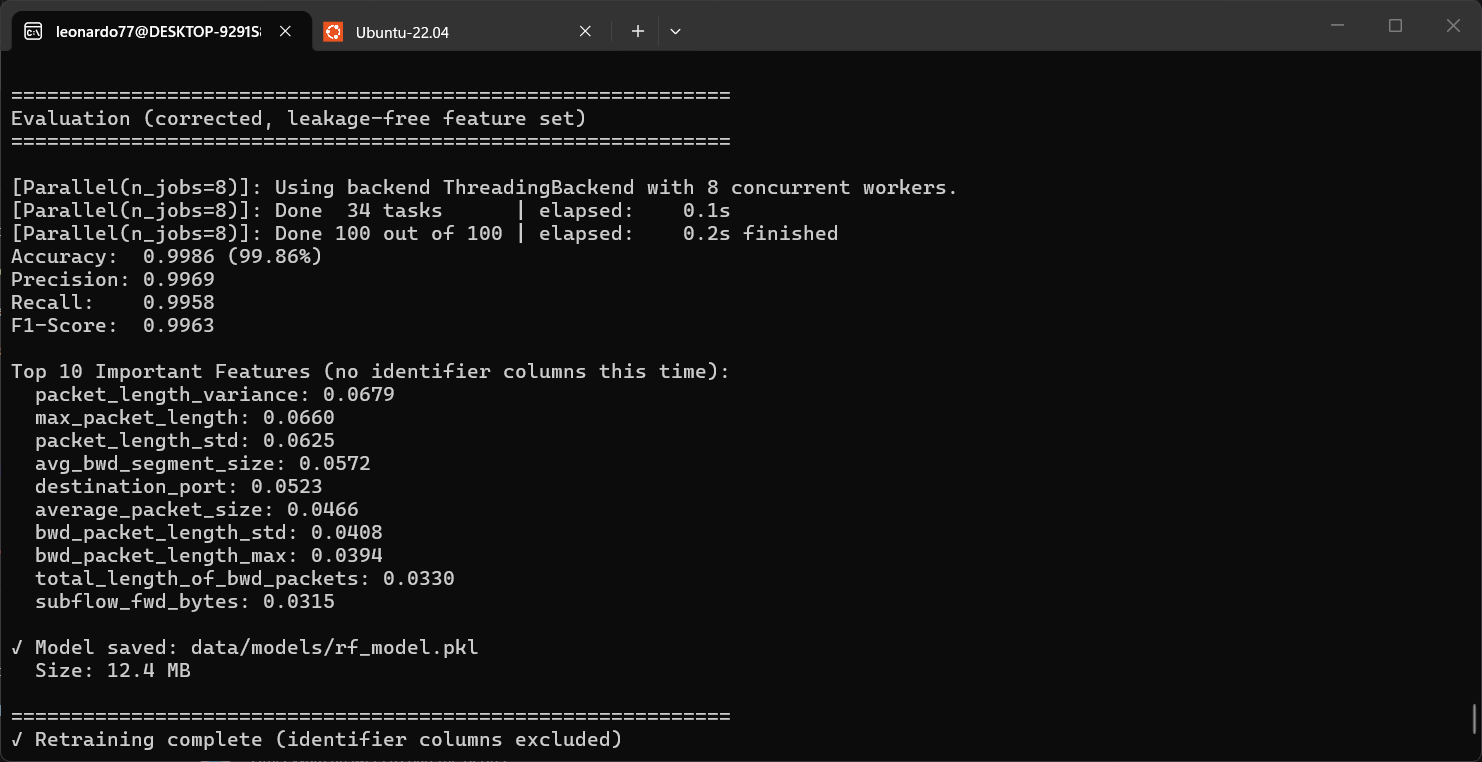 leonardo77@DESKTOP-9291S
Ubuntu-22.04
============================================================
Evaluation (corrected, leakage-free feature set)
============================================================
[Parallel(n_jobs=8)]: Using backend ThreadingBackend with 8 concurrent workers.
[Parallel(n_jobs=8)]: Done  34 tasks      | elapsed:    0.1s
[Parallel(n_jobs=8)]: Done 100 out of 100 | elapsed:    0.2s finished
Accuracy:  0.9986 (99.86%)
Precision: 0.9969
Recall:    0.9958
F1-Score:  0.9963
Top 10 Important Features (no identifier columns this time):
  packet_length_variance: 0.0679
  max_packet_length: 0.0660
  packet_length_std: 0.0625
  avg_bwd_segment_size: 0.0572
  destination_port: 0.0523
  average_packet_size: 0.0466
  bwd_packet_length_std: 0.0408
  bwd_packet_length_max: 0.0394
  total_length_of_bwd_packets: 0.0330
  subflow_fwd_bytes: 0.0315
✓ Model saved: data/models/rf_model.pkl
  Size: 12.4 MB
============================================================
✓ Retraining complete (identifier columns excluded)